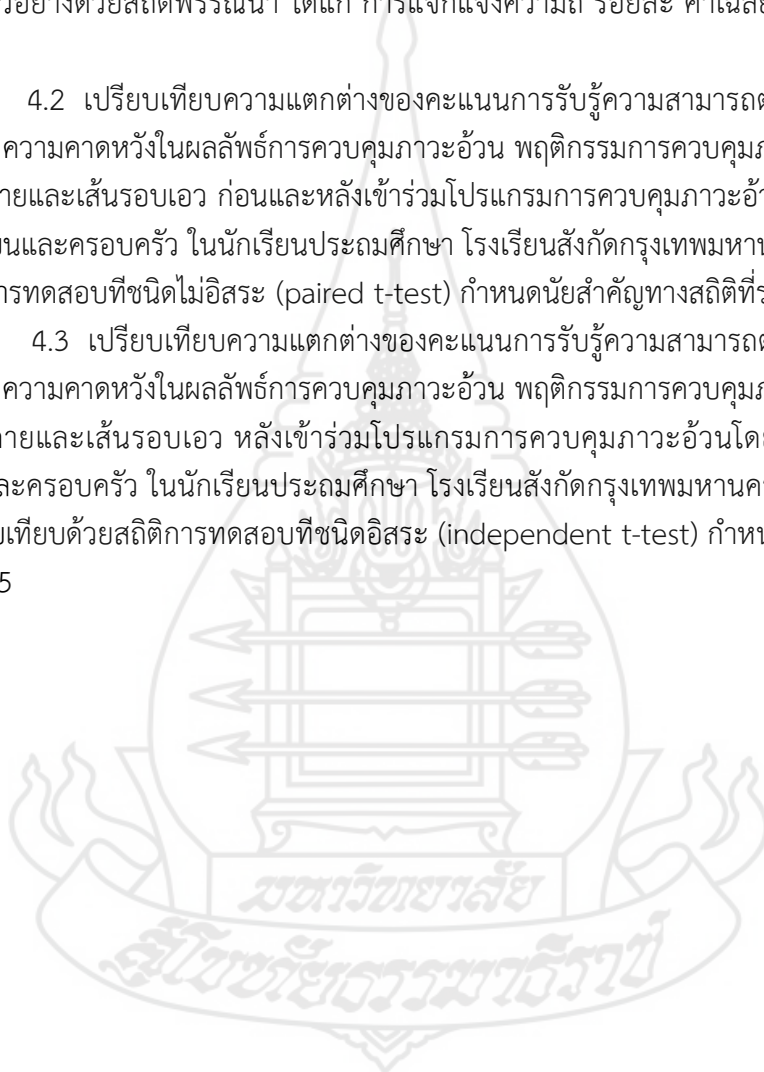 วอย่างด้วยสถิติพรรณนา ได้แก่ การแจกแจงความถี่ ร้อยละ ค่าเฉลี่ย
4.2 เปรียบเทียบความแตกต่างของคะแนนการรับรู้ความสามารถต
ความคาดหวังในผลลัพธ์การควบคุมภาวะอ้วน พฤติกรรมการควบคุมภ
ายและเส้นรอบเอว ก่อนและหลังเข้าร่วมโปรแกรมการควบคุมภาวะอ้ว
ยนและครอบครัว ในนักเรียนประถมศึกษา โรงเรียนสังกัดกรุงเทพมหาน
ารทดสอบทีชนิดไม่อิสระ (paired t-test) กำหนดนัยสำคัญทางสถิติที่ร
4.3 เปรียบเทียบความแตกต่างของคะแนนการรับรู้ความสามารถต
ความคาดหวังในผลลัพธ์การควบคุมภาวะอ้วน พฤติกรรมการควบคุมภ
ายและเส้นรอบเอว หลังเข้าร่วมโปรแกรมการควบคุมภาวะอ้วนโดย
ละครอบครัว ในนักเรียนประถมศึกษา โรงเรียนสังกัดกรุงเทพมหานคร
บเทียบด้วยสถิติการทดสอบทีชนิดอิสระ (independent t-test) กำหน
5
มหาวิทยาลัย
สุโขทัยธรรมาธิราช